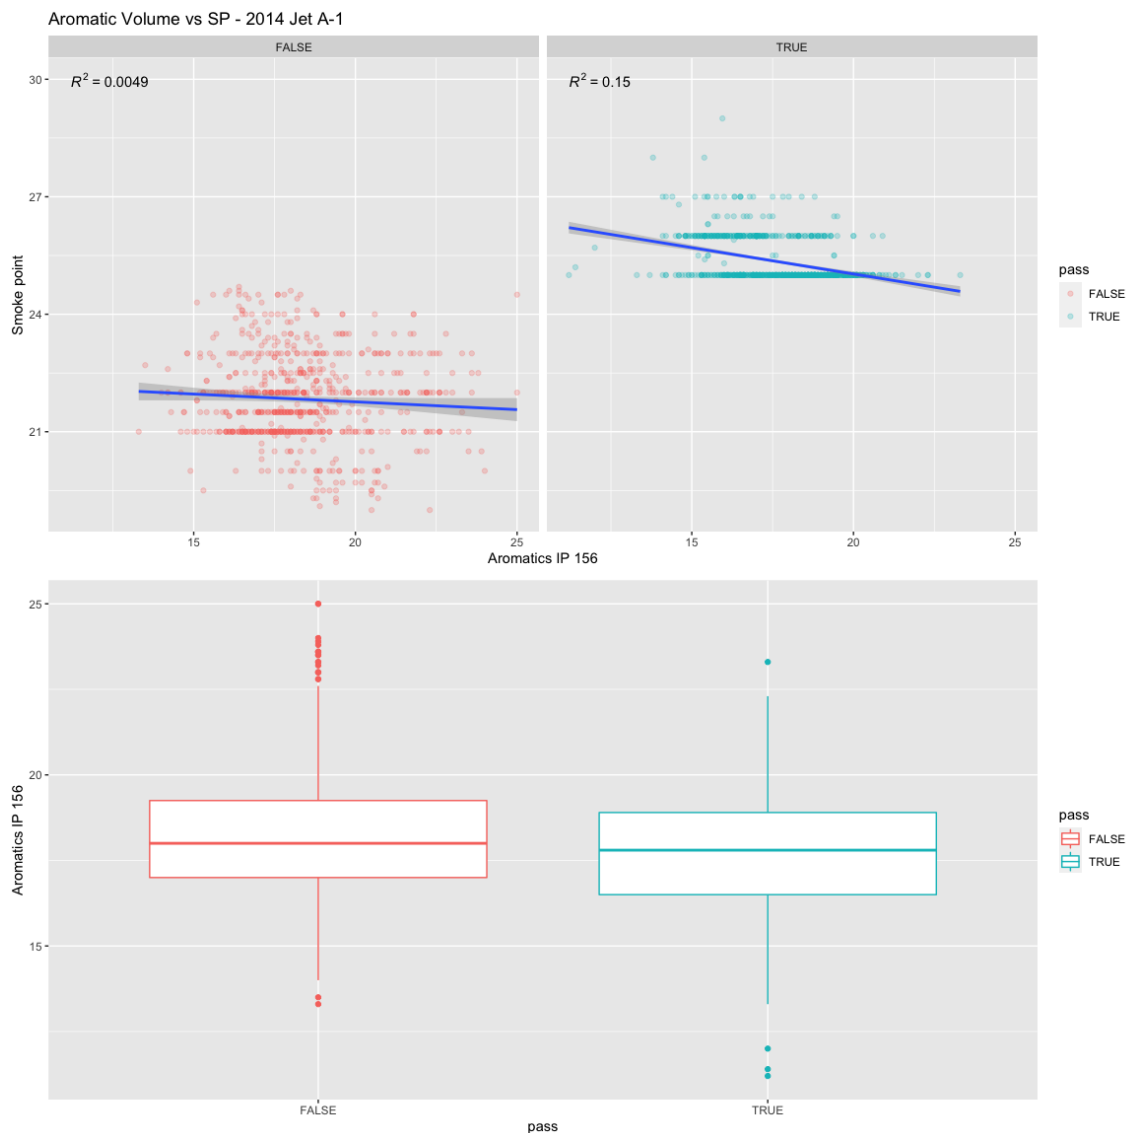 Aromatic Volume vs SP - 2014 Jet A-1
FALSE
TRUE
R² = 0.0049
R² = 0.15
30
27
24
21
Smoke point
15
20
25
15
20
25
Aromatics IP 156
pass
FALSE
TRUE
25
20
15
Aromatics IP 156
FALSE
TRUE
pass
pass
FALSE
TRUE